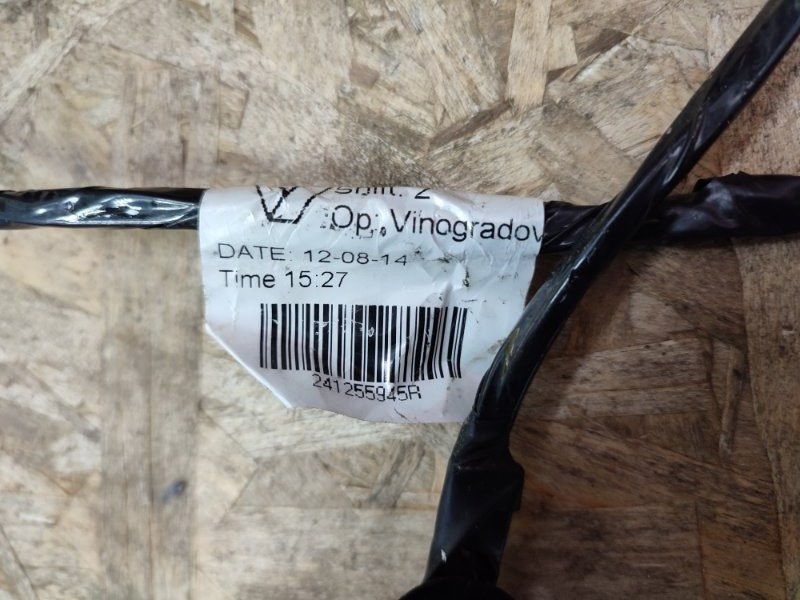 Shift: 2
Op: Vinogradov
DATE: 12-08-14
Time 15:27
241255945R